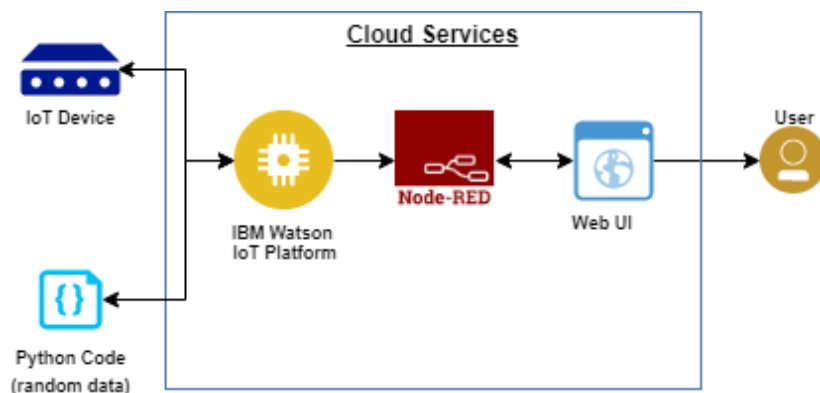 Cloud Services
IoT Device
User
Node-RED
IBM Watson
IoT Platform
Web UI
{}
Python Code
(random data)